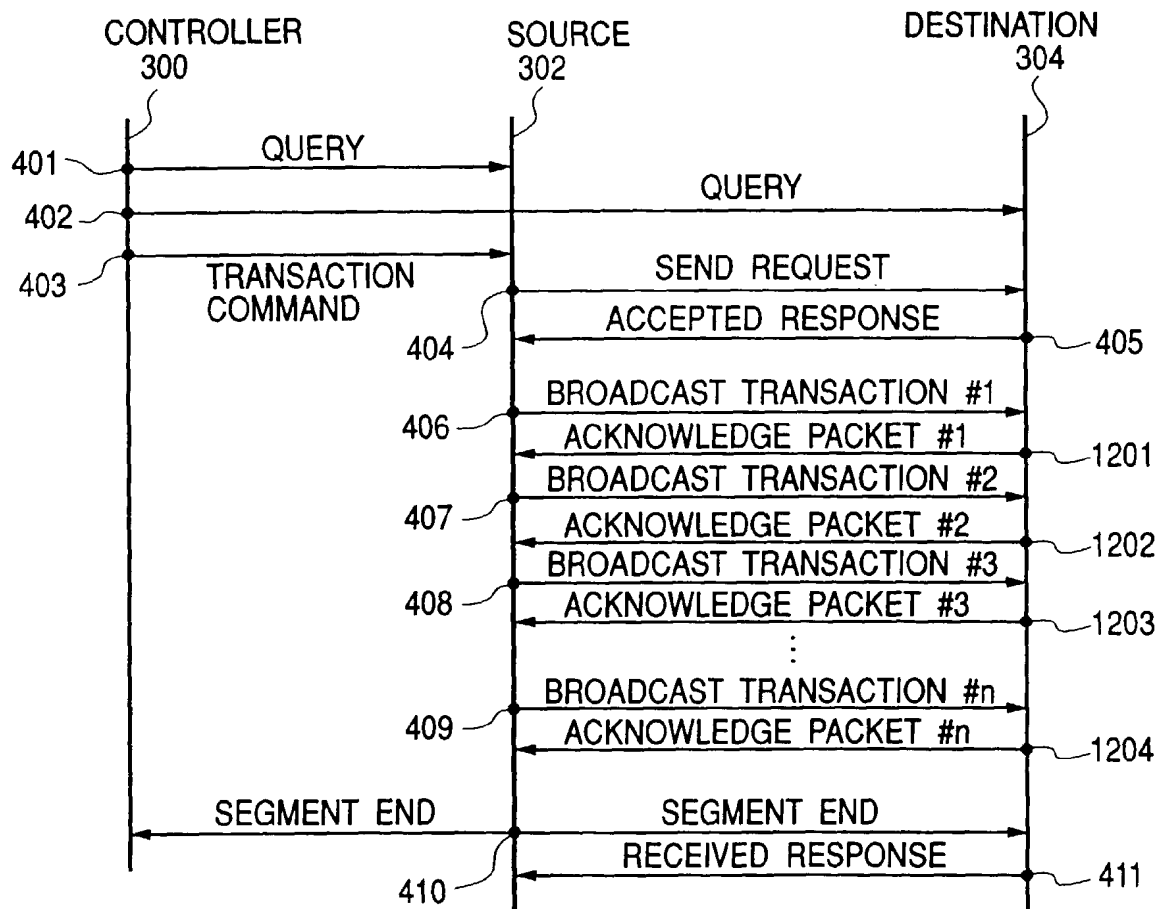 CONTROLLER
300
SOURCE
302
DESTINATION
304
401
QUERY
402
QUERY
403
TRANSACTION
COMMAND
SEND REQUEST
404
ACCEPTED RESPONSE
405
BROADCAST TRANSACTION #1
406
ACKNOWLEDGE PACKET #1
1201
BROADCAST TRANSACTION #2
407
ACKNOWLEDGE PACKET #2
1202
BROADCAST TRANSACTION #3
408
ACKNOWLEDGE PACKET #3
1203
⋮
BROADCAST TRANSACTION #n
409
ACKNOWLEDGE PACKET #n
1204
SEGMENT END
SEGMENT END
410
RECEIVED RESPONSE
411